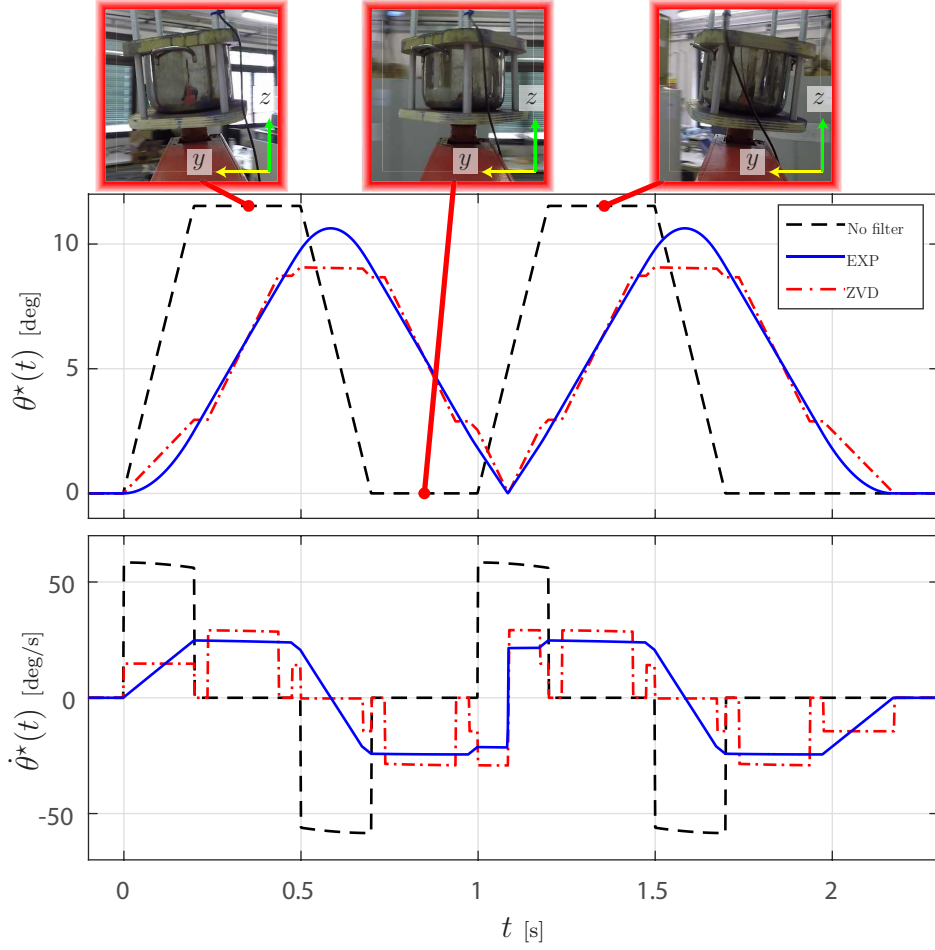 z
y
z
y
z
y
10
5
0
θ⋆(t) [deg]
No filter
EXP
ZVD
50
0
-50
θ̇⋆(t) [deg/s]
0
0.5
1
1.5
2
t [s]